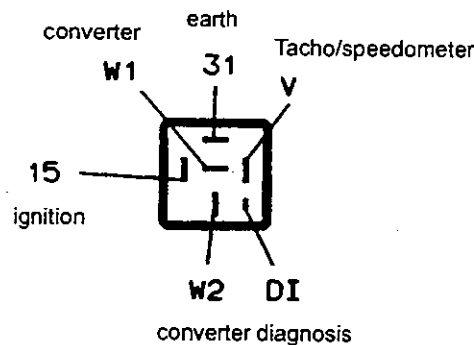 earth
converter
31
Tacho/speedometer
W1
V
15
ignition
W2 DI
converter diagnosis